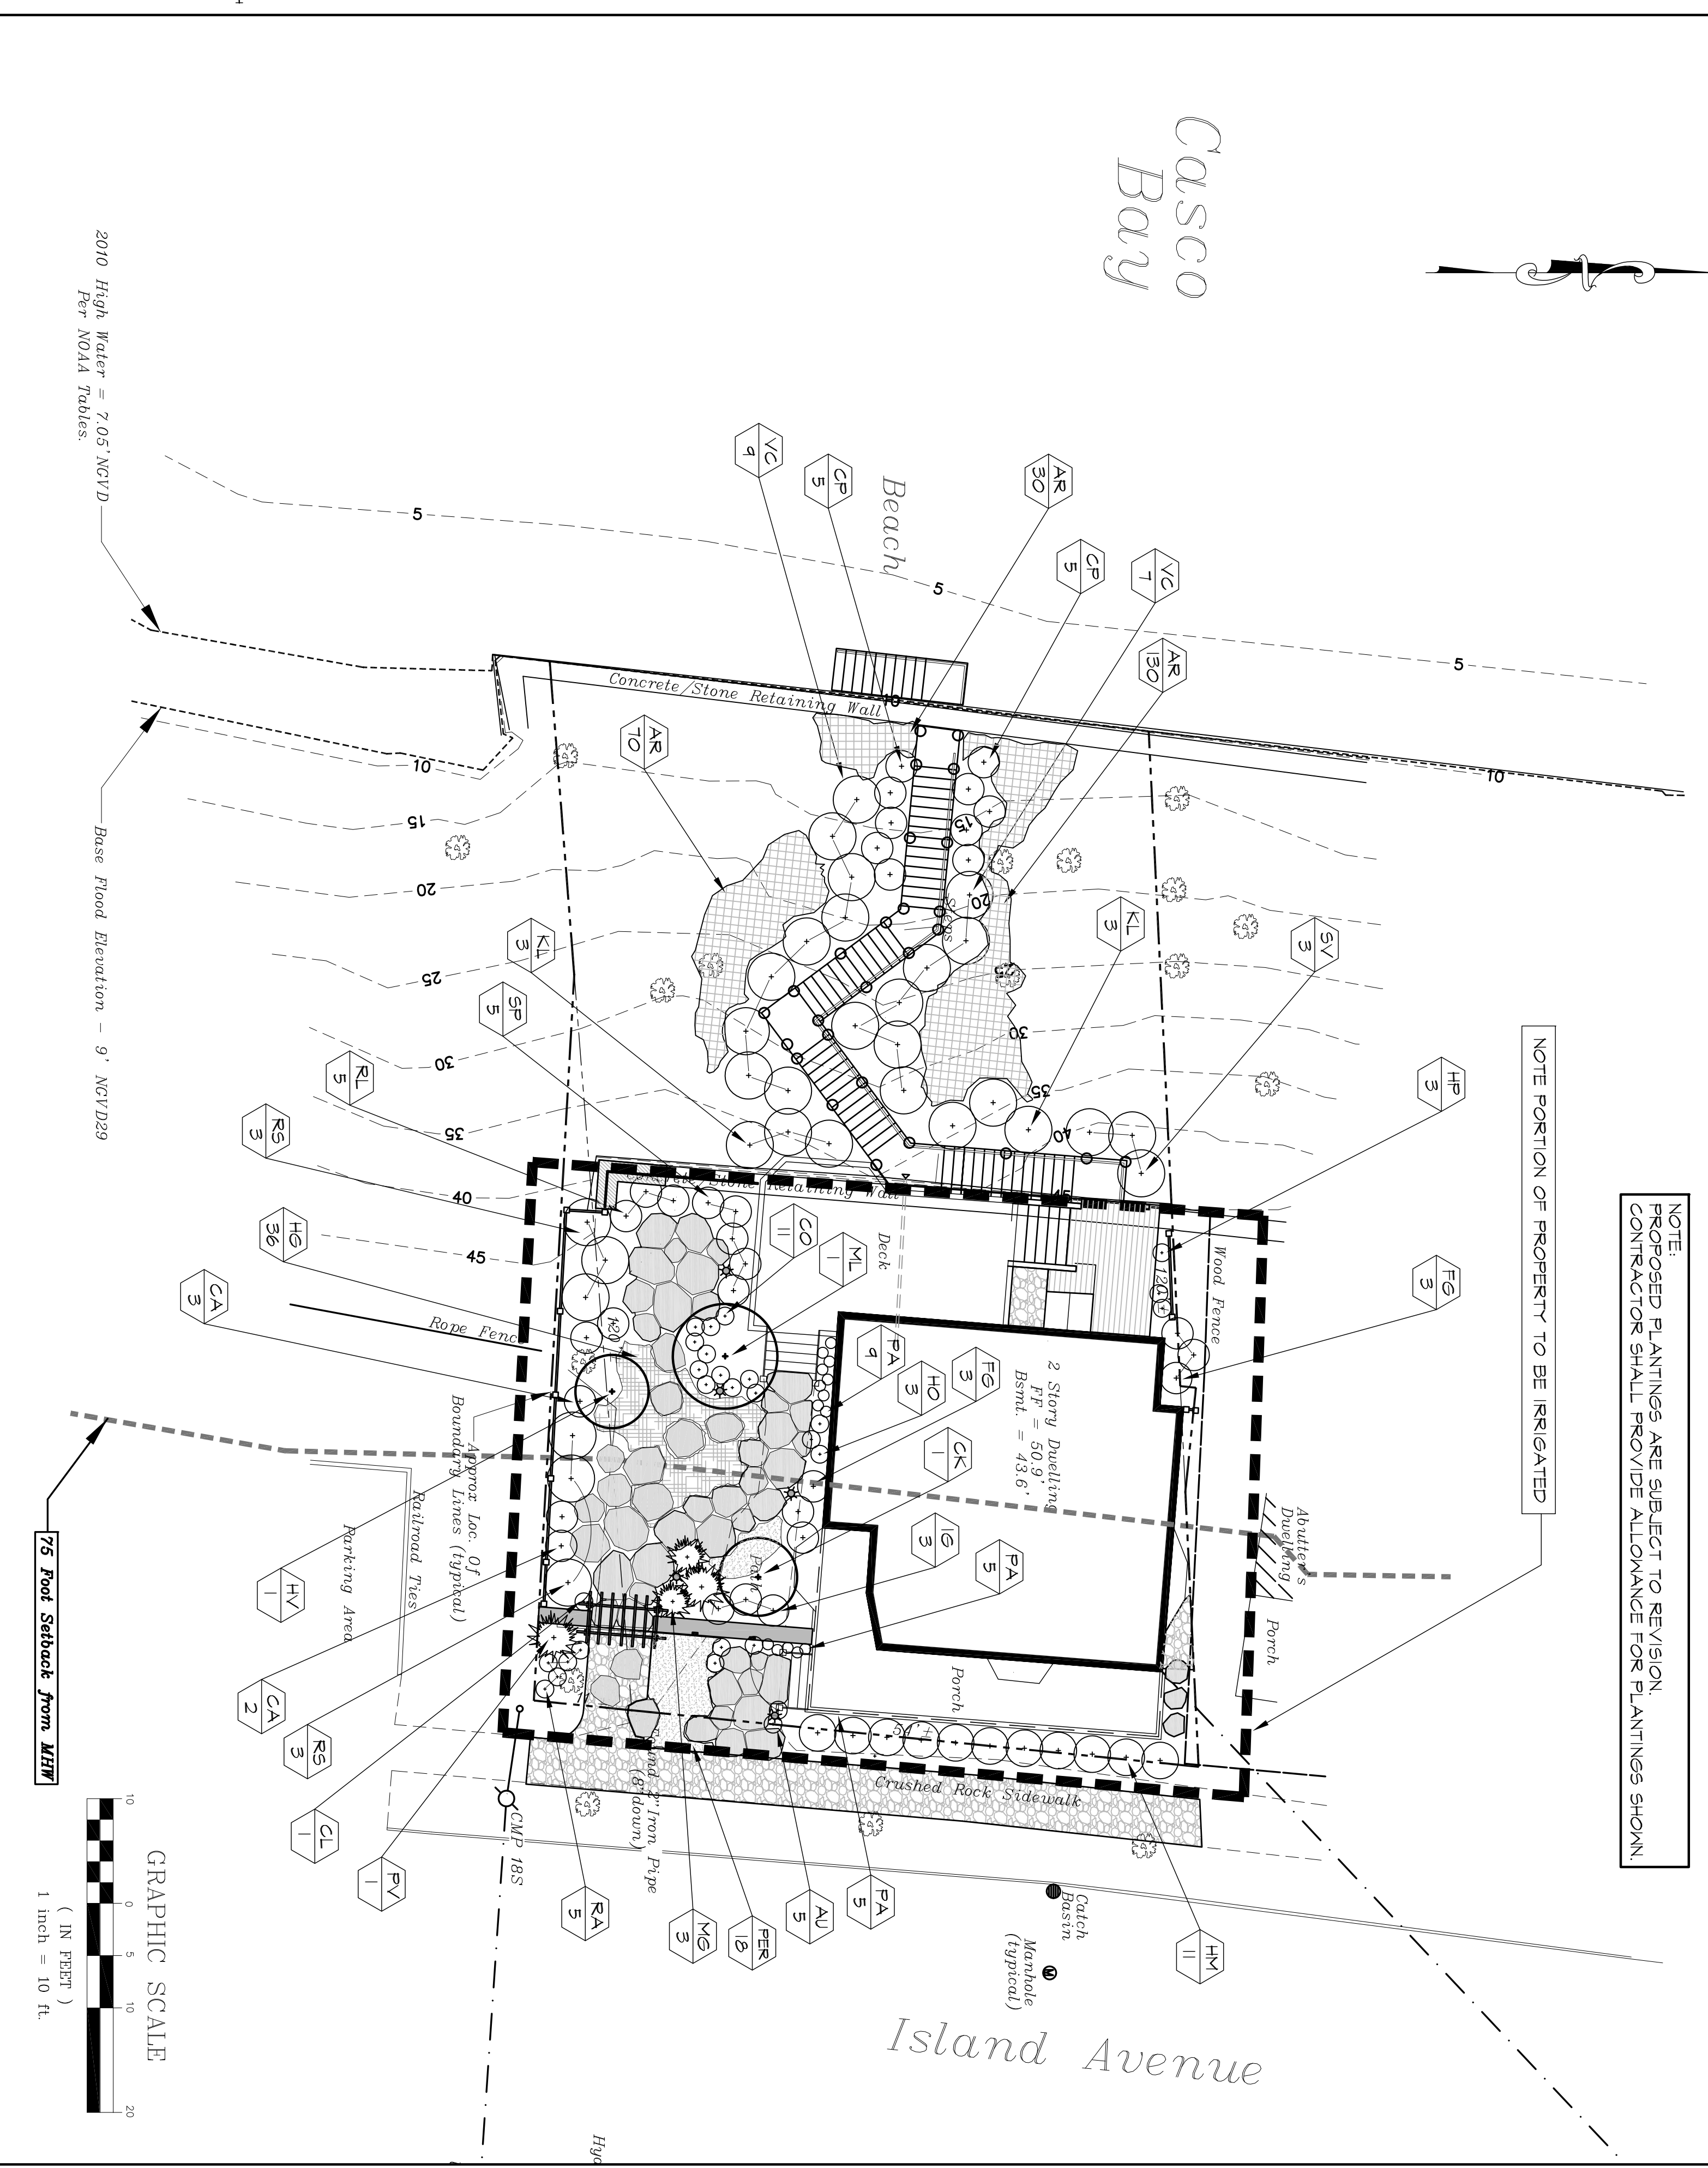 Casco
Bay
NOTE:
PROPOSED PLANTINGS ARE SUBJECT TO REVISION.
CONTRACTOR SHALL PROVIDE ALLOWANCE FOR PLANTINGS SHOWN.
NOTE PORTION OF PROPERTY TO BE IRRIGATED
2010 High Water = 7.05' NGVD
Per NOAA Tables.
Base Flood Elevation - 9' NGVD29
75 Foot Setback from MHW
Beach
VC
9
CP
5
AR
30
CP
5
VC
7
AR
130
5
5
5
Concrete/Stone Retaining Wall
10
10
10
AR
70
15
15
20
20
25
25
30
30
35
35
40
40
45
45
Steps
KL
3
SV
3
HP
3
FG
3
SP
5
RL
5
RS
3
HG
36
CA
3
Concrete/Stone Retaining Wall
CO
11
ML
1
Deck
Wood Fence
Rope Fence
PA
9
HO
3
FG
3
CK
1
IG
3
PA
5
2 Story Dwelling
FF = 50.9'
Bsmt. = 43.6'
Abutter's
Dwelling
Porch
Porch
Approx Loc. Of
Boundary Lines (typical)
Railroad Ties
Parking Area
HV
1
CA
2
RS
3
CL
1
PV
1
RA
5
MG
3
PER
18
AU
5
PA
5
HM
11
54'±
Crushed Rock Sidewalk
Found 2" Iron Pipe
(8" down)
CMP 18S
Catch
Basin
M
Manhole
(typical)
Island Avenue
GRAPHIC SCALE
10
0
5
10
20
( IN FEET )
1 inch = 10 ft.